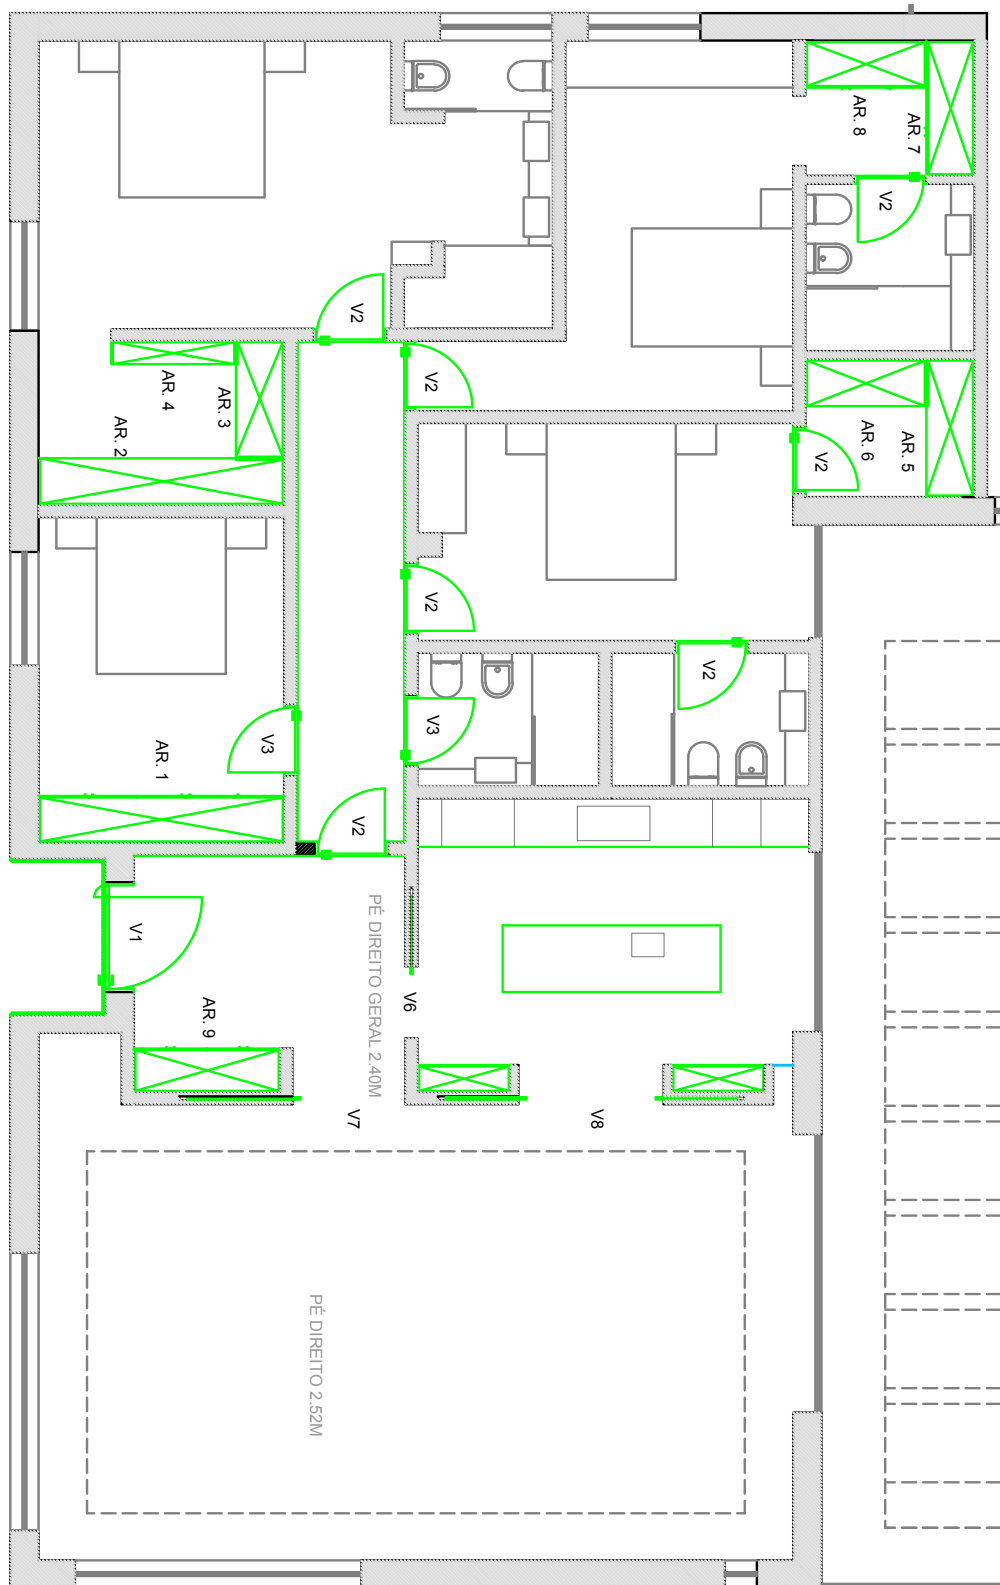 AR. 8
AR. 7
V2
V2
V2
AR. 4
AR. 3
AR. 2
AR. 6
AR. 5
V2
V2
V2
V3
V3
AR. 1
V2
V1
PÉ DIREITO GERAL 2.40M
V6
AR. 9
V7
V8
PÉ DIREITO 2.52M